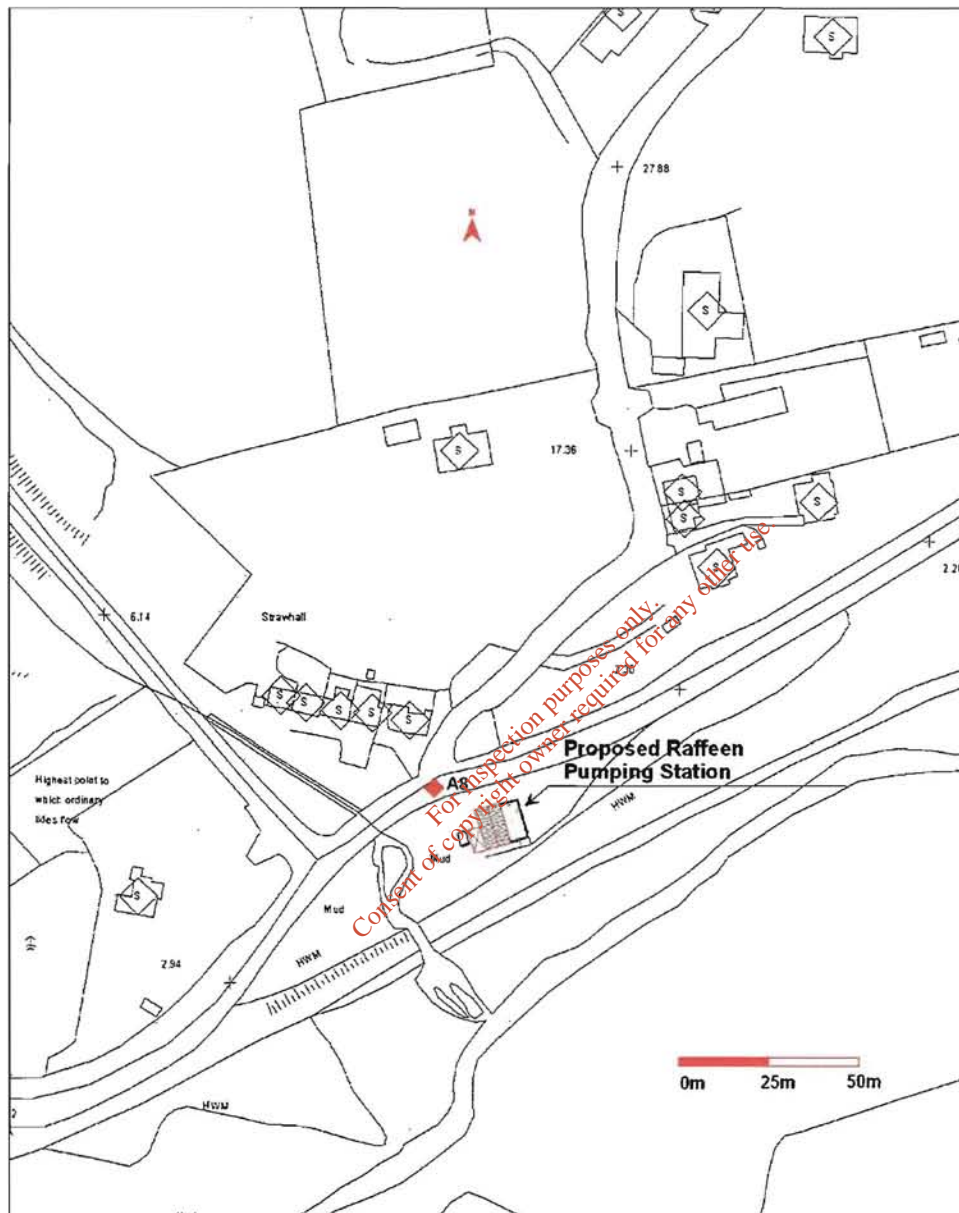 S
S
27.88
N
S
S
17.36
S
S
S
S
6.14
Strawhall
S
S
S
S
S
Proposed Raffeen
Pumping Station
A8
HWM
Highest point to
which ordinary
tides flow
Mud
S
Mud
HWM
2.94
HWM
0m 25m 50m
For inspection purposes only.
Consent of copyright owner required for any other use.